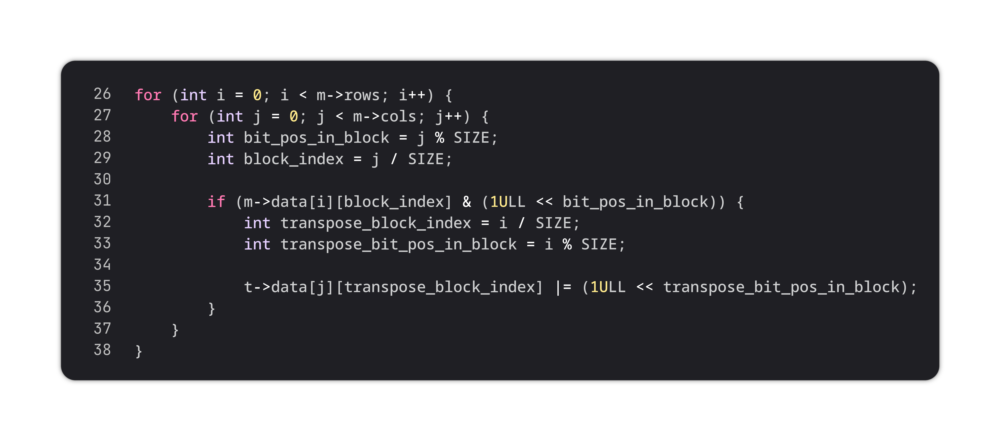 26 for (int i = 0; i < m->rows; i++) {
27     for (int j = 0; j < m->cols; j++) {
28         int bit_pos_in_block = j % SIZE;
29         int block_index = j / SIZE;
30
31         if (m->data[i][block_index] & (1ULL << bit_pos_in_block)) {
32             int transpose_block_index = i / SIZE;
33             int transpose_bit_pos_in_block = i % SIZE;
34
35             t->data[j][transpose_block_index] |= (1ULL << transpose_bit_pos_in_block);
36         }
37     }
38 }